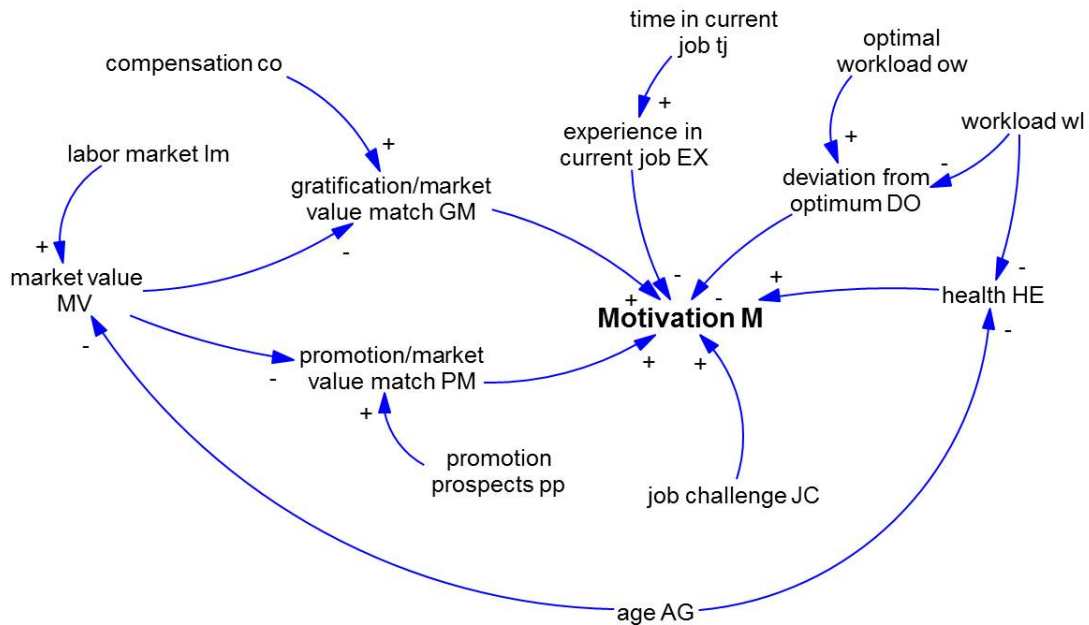 time in current
job tj
optimal
workload ow
compensation co
+
workload wl
+
experience in
current job EX
+
+
labor market lm
-
gratification/market
value match GM
deviation from
optimum DO
+
-
market value
MV
-
+
-
health HE
+
-
Motivation M
-
-
promotion/market
value match PM
-
+
+
+
promotion
prospects pp
job challenge JC
age AG